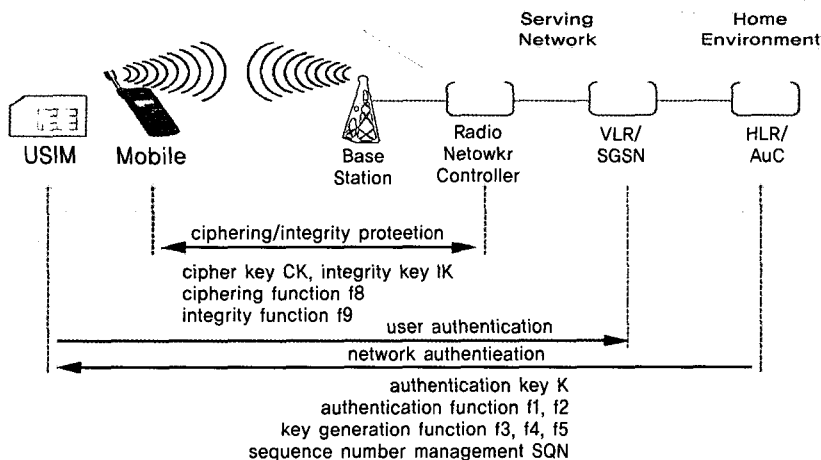 Serving
Network
Home
Environment
USIM
Mobile
Base
Station
Radio
Netowkr
Controller
VLR/
SGSN
HLR/
AuC
ciphering/integrity proteetion
cipher key CK, integrity key IK
ciphering function f8
integrity function f9
user authentication
network authentieation
authentication key K
authentication function f1, f2
key generation function f3, f4, f5
sequence number management SQN